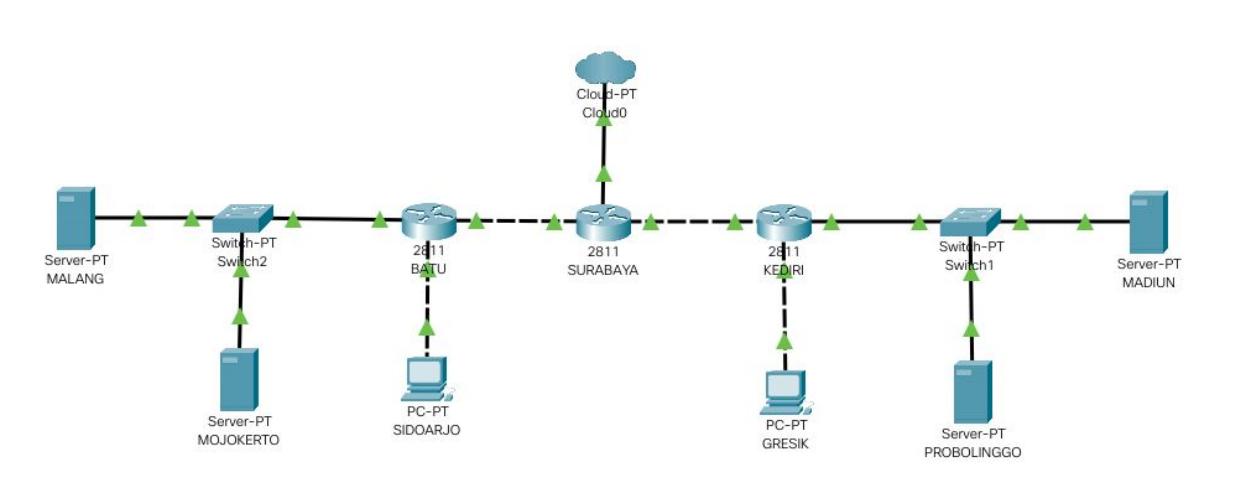 Cloud-PT
Cloud0
Server-PT
MALANG
Switch-PT
Switch2
2811
BATU
2811
SURABAYA
2811
KEDIRI
Switch-PT
Switch1
Server-PT
MADIUN
Server-PT
MOJOKERTO
PC-PT
SIDOARJO
PC-PT
GRESIK
Server-PT
PROBOLINGGO